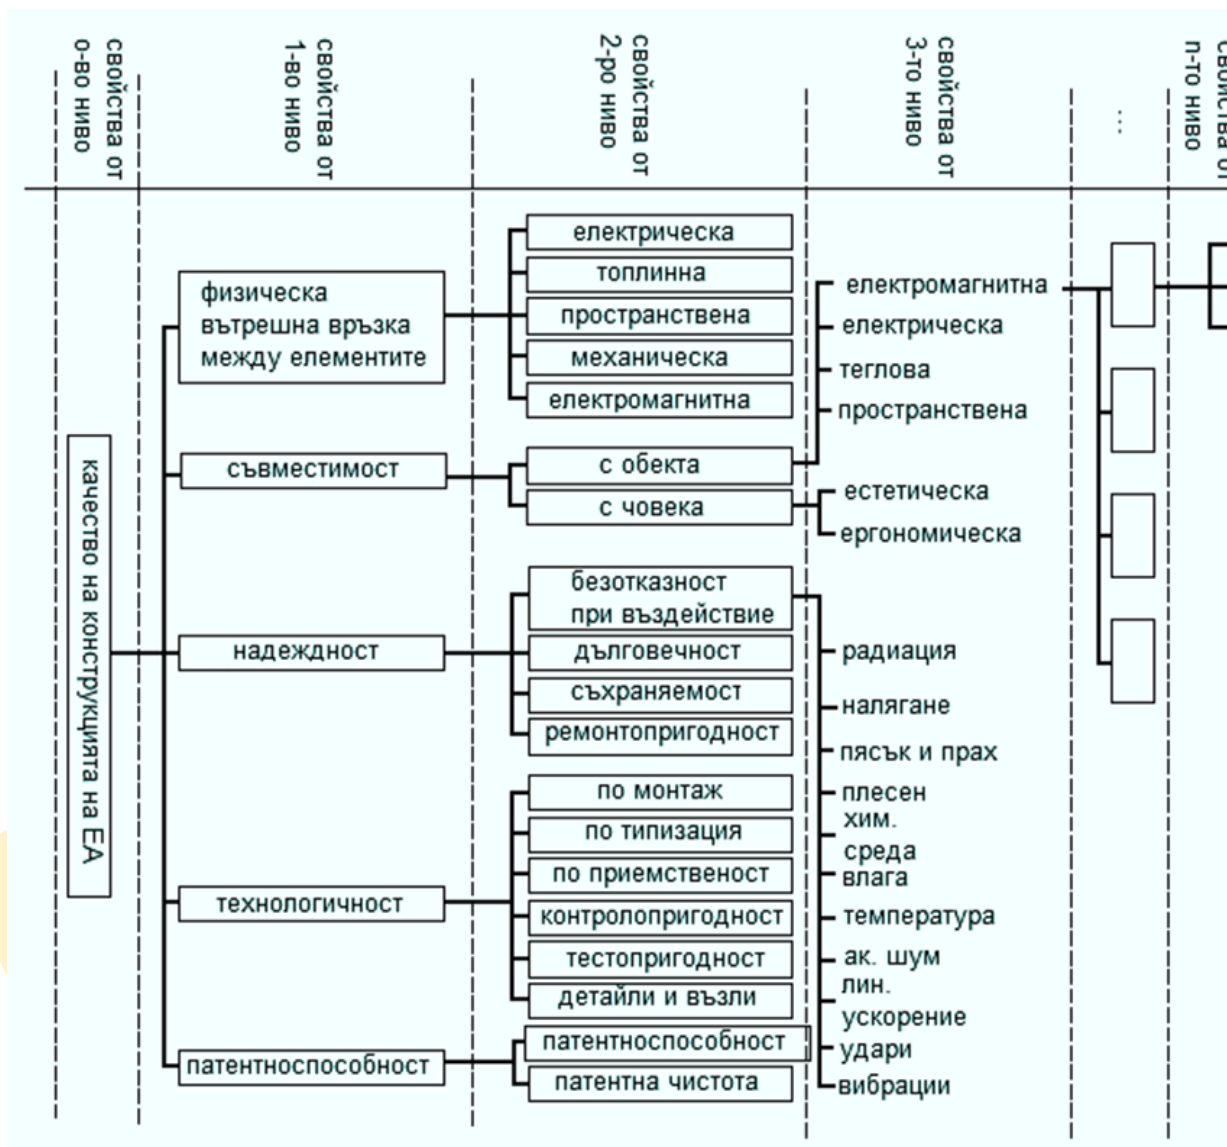 свойства от
0-во ниво
свойства от
1-во ниво
свойства от
2-ро ниво
свойства от
3-то ниво
...
свойства от
n-то ниво
качество на конструкцията на ЕА
физическа
вътрешна връзка
между елементите
съвместимост
надеждност
технологичност
патентноспособност
електрическа
топлинна
пространствена
механическа
електромагнитна
с обекта
с човека
безотказност
при въздействие
дълговечност
съхраняемост
ремонтопригодност
по монтаж
по типизация
по приемственост
контролопригодност
тестопригодност
детайли и възли
патентноспособност
патентна чистота
електромагнитна
електрическа
теглова
пространствена
естетическа
ергономическа
радиация
налягане
пясък и прах
плесен
хим.
среда
влага
температура
ак. шум
лин.
ускорение
удари
вибрации